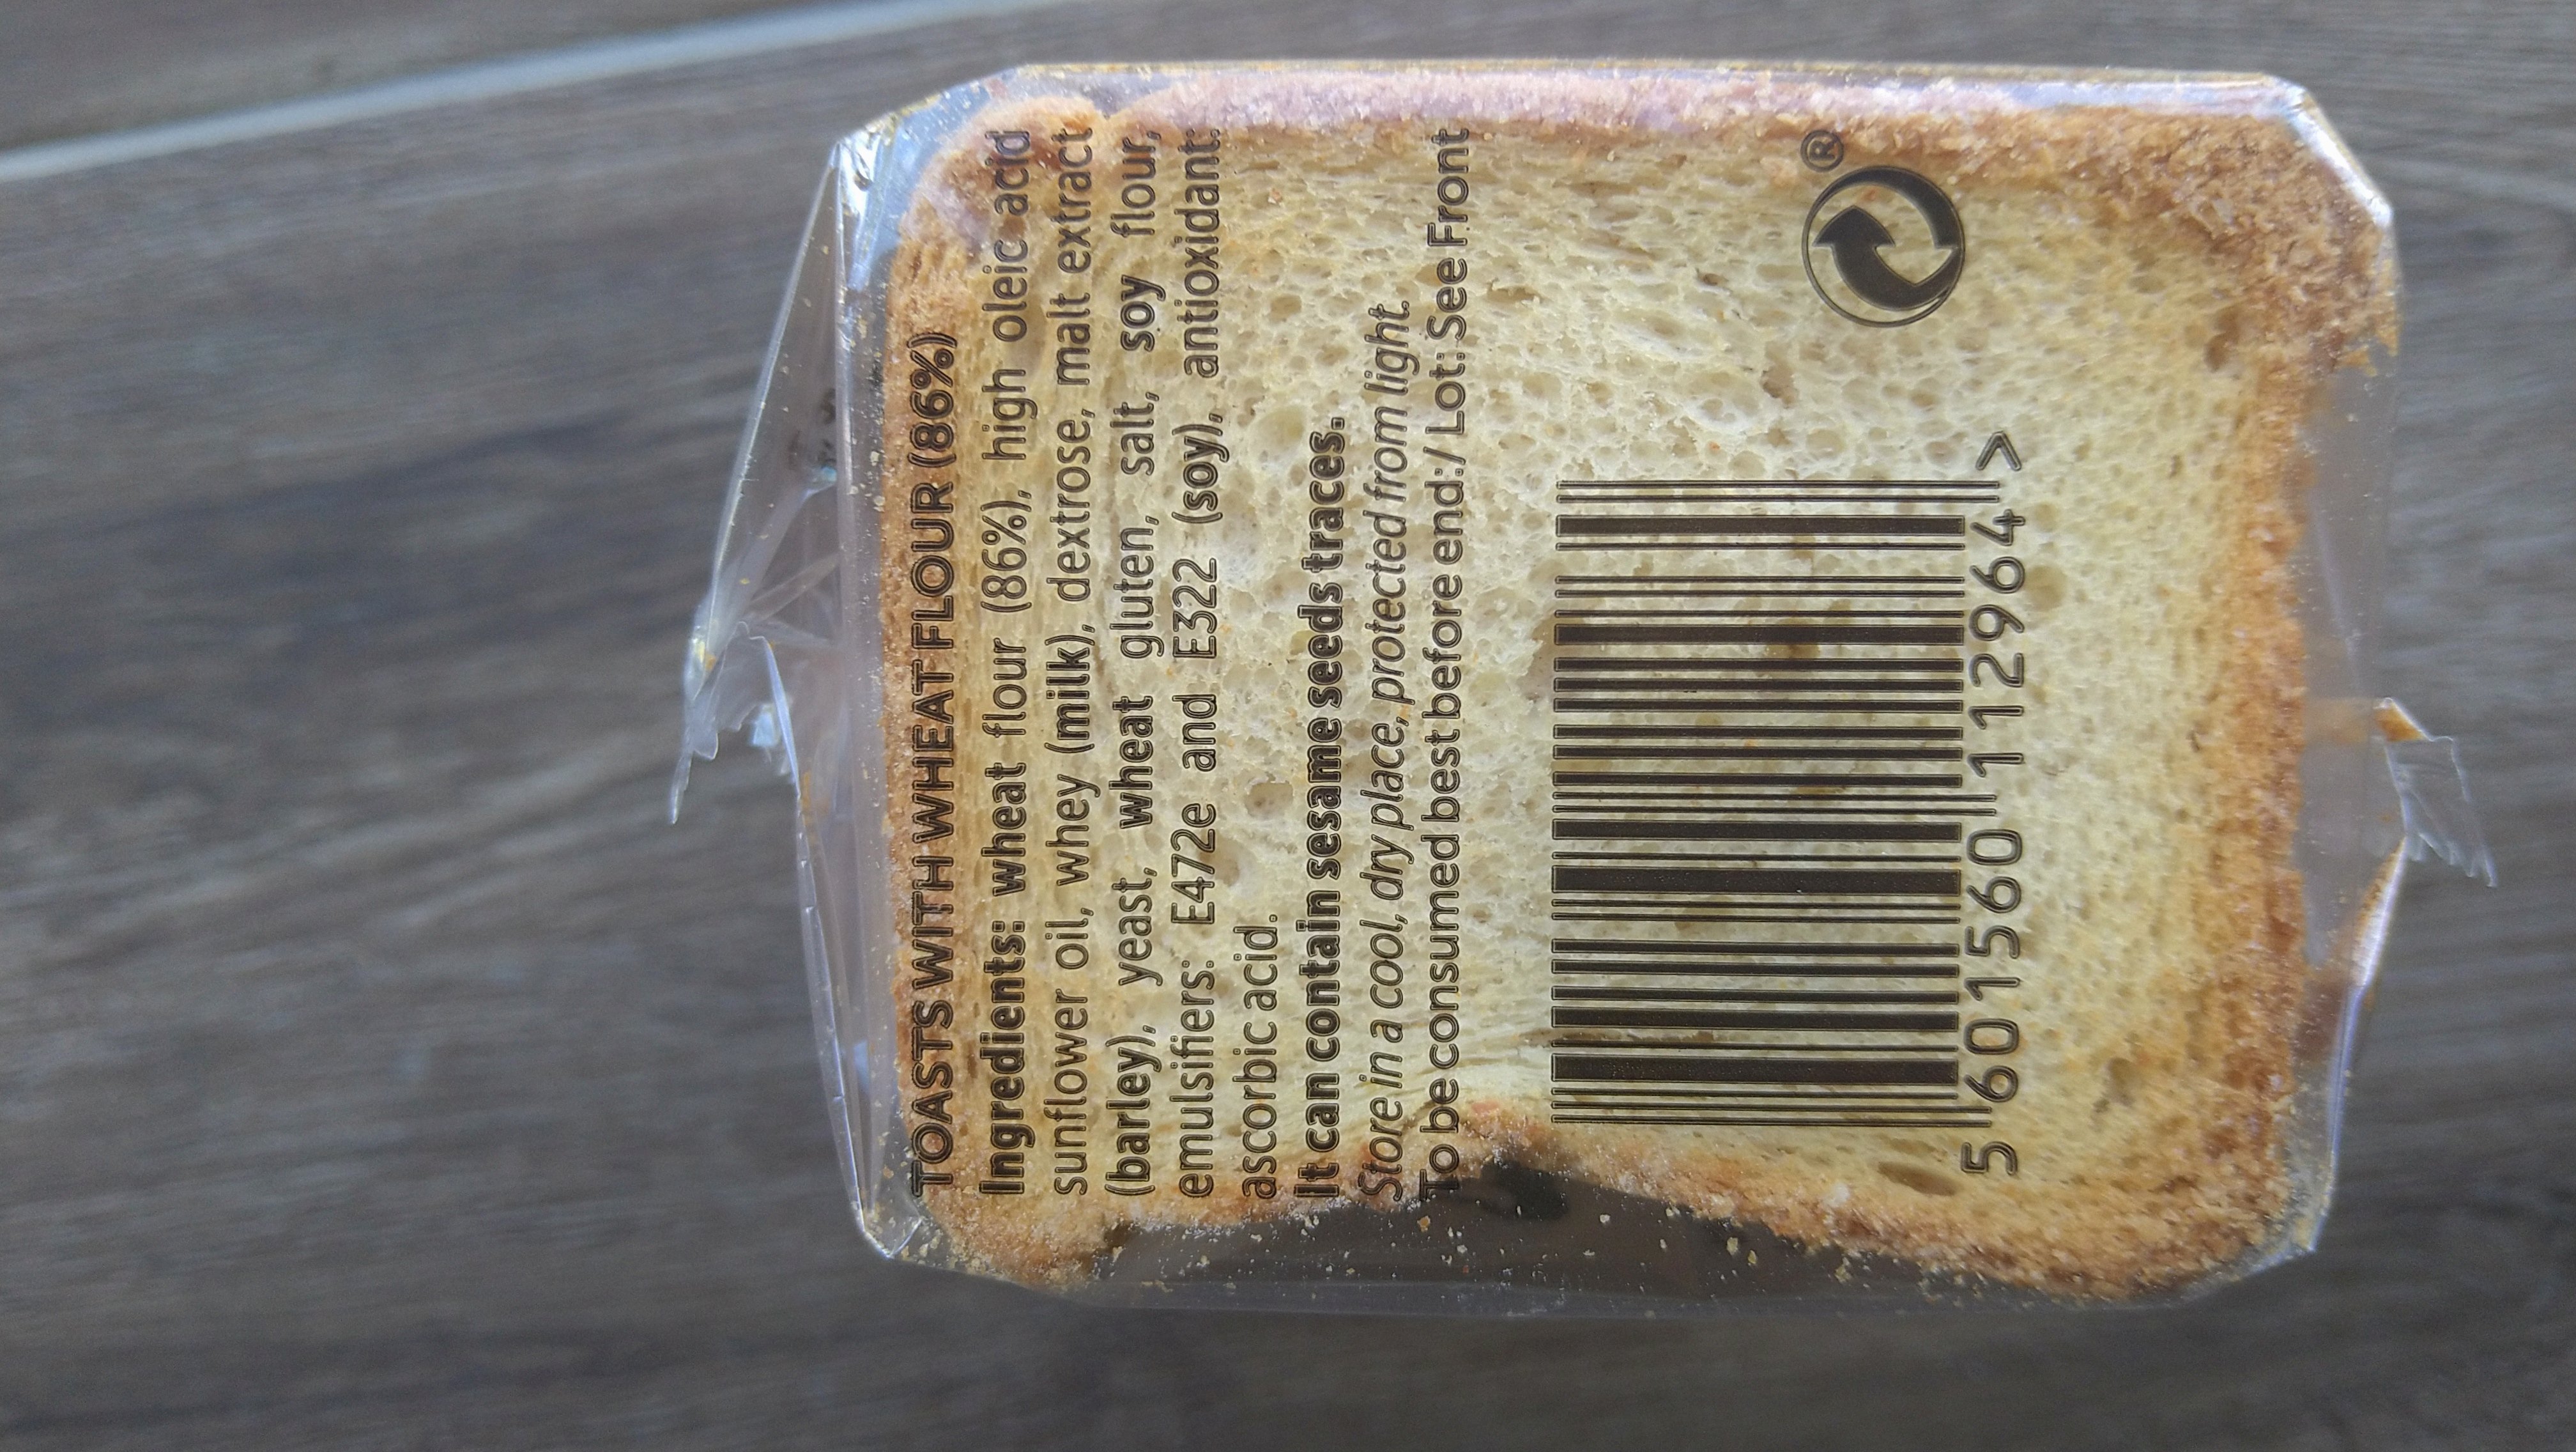 TOASTS WITH WHEAT FLOUR (86%)
Ingredients: wheat flour (86%), high oleic acid
sunflower oil, whey (milk), dextrose, malt extract
(barley), yeast, wheat gluten, salt, soy flour,
emulsifiers: E472e and E322 (soy), antioxidant:
ascorbic acid.
It can contain sesame seeds traces.
Store in a cool, dry place, protected from light.
To be consumed best before end:/ Lot: See Front
®
5 601560 112964 >